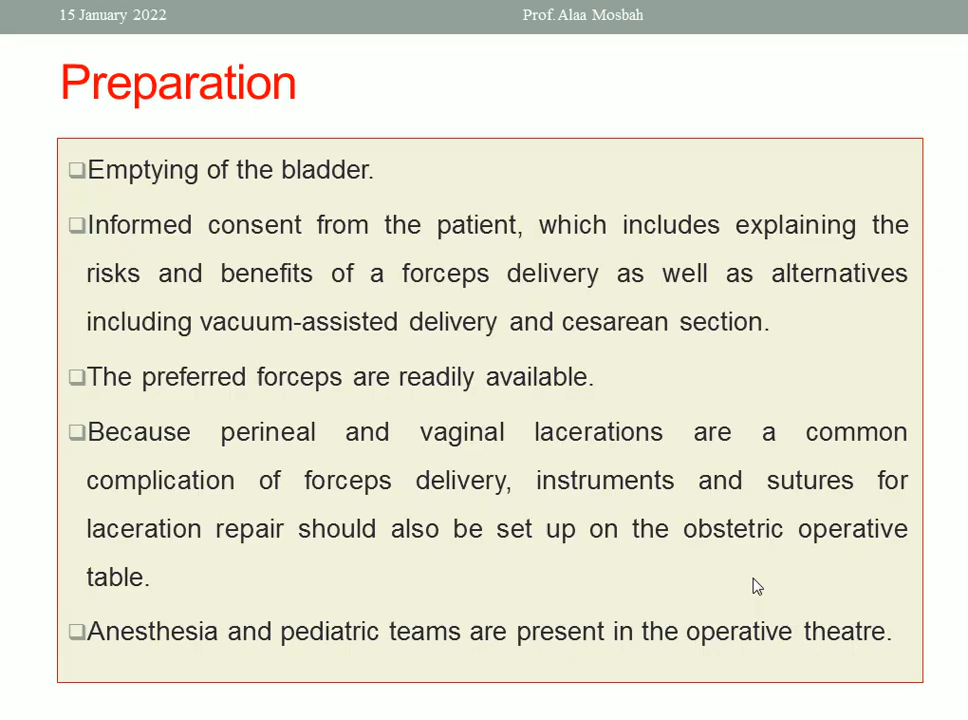 15 January 2022 Prof. Alaa Mosbah
Preparation
❑Emptying of the bladder.
❑Informed consent from the patient, which includes explaining the
risks and benefits of a forceps delivery as well as alternatives
including vacuum-assisted delivery and cesarean section.
❑The preferred forceps are readily available.
❑Because perineal and vaginal lacerations are a common
complication of forceps delivery, instruments and sutures for
laceration repair should also be set up on the obstetric operative
table.
❑Anesthesia and pediatric teams are present in the operative theatre.